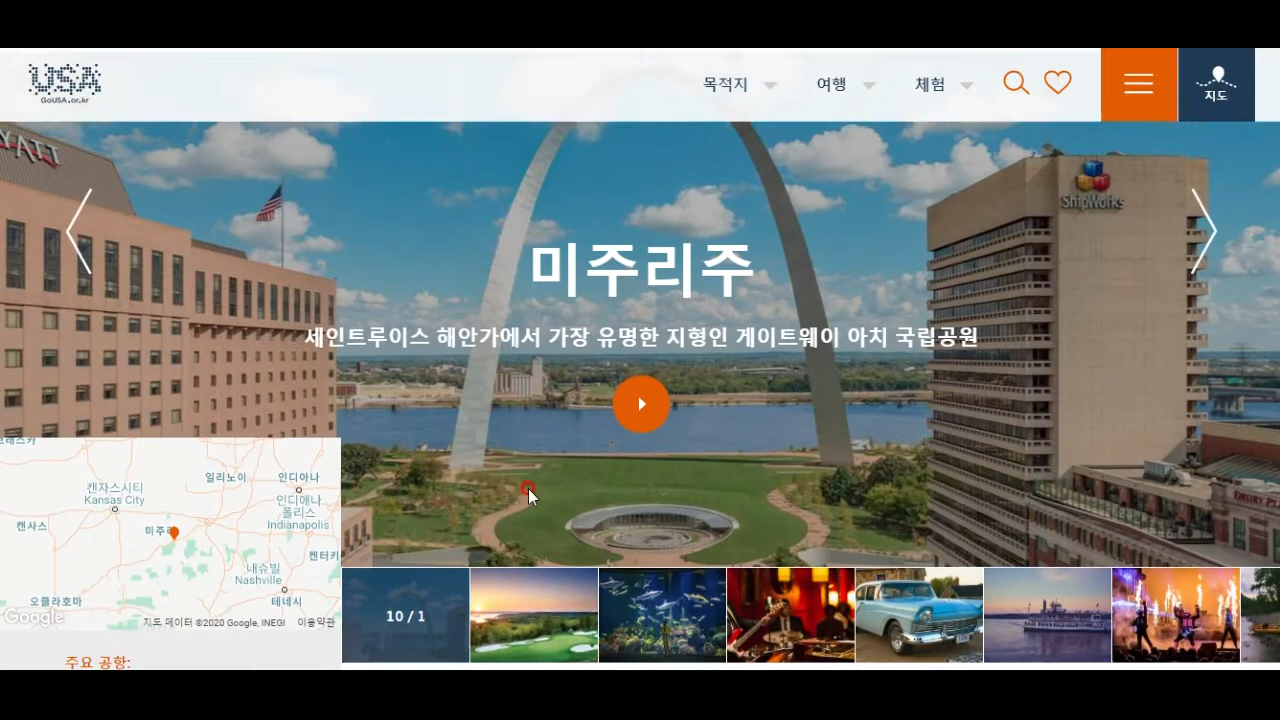 USA
GoUSA.or.kr
목적지
여행
체험
지도
HYATT
ShipWorks
미주리주
세인트루이스 해안가에서 가장 유명한 지형인 게이트웨이 아치 국립공원
일리노이
인디아나
캔자스시티
Kansas City
인디애나
폴리스
Indianapolis
캔사스
미주리
켄터키
내슈빌
Nashville
오클라호마
테네시
Google
지도 데이터 ©2020 Google, INEGI
이용약관
주요 공항:
10 / 1
DRURY